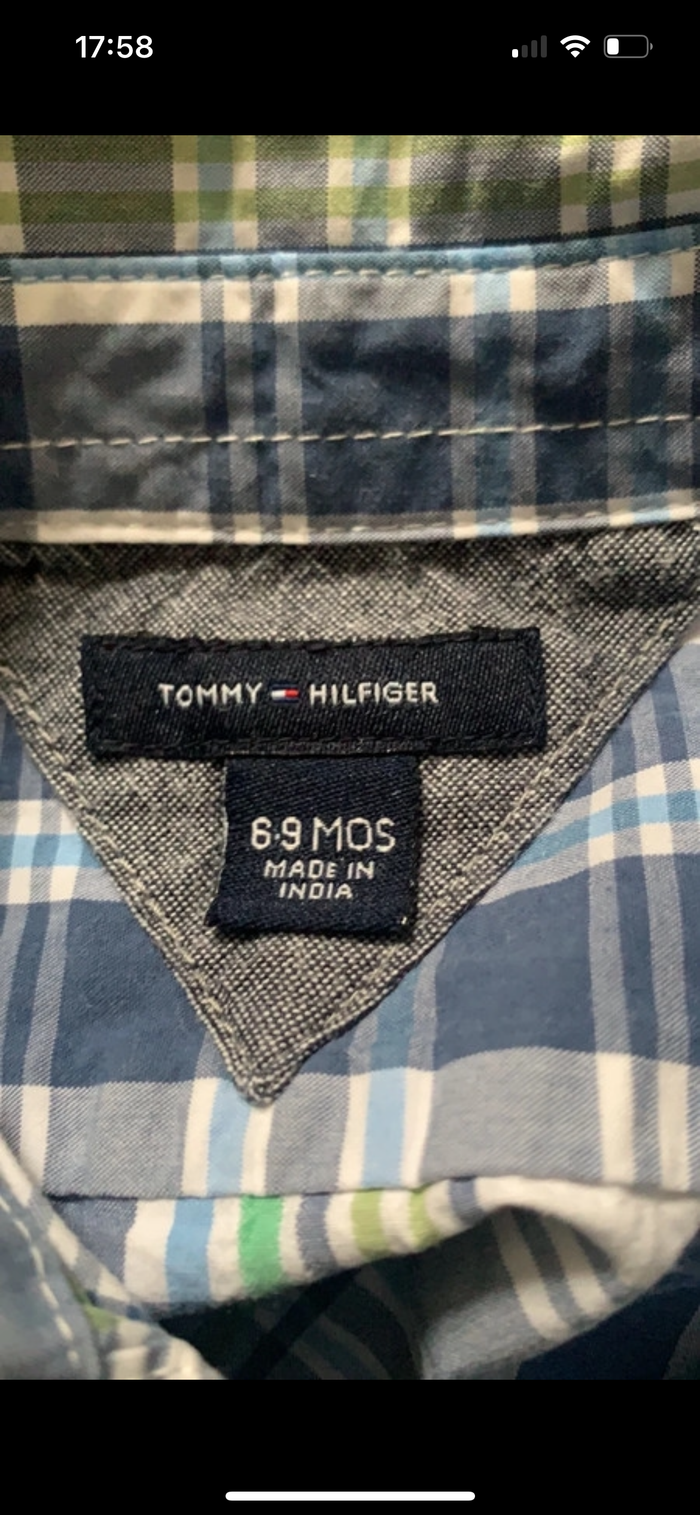 17:58
TOMMY HILFIGER
6-9 MOS
MADE IN
INDIA